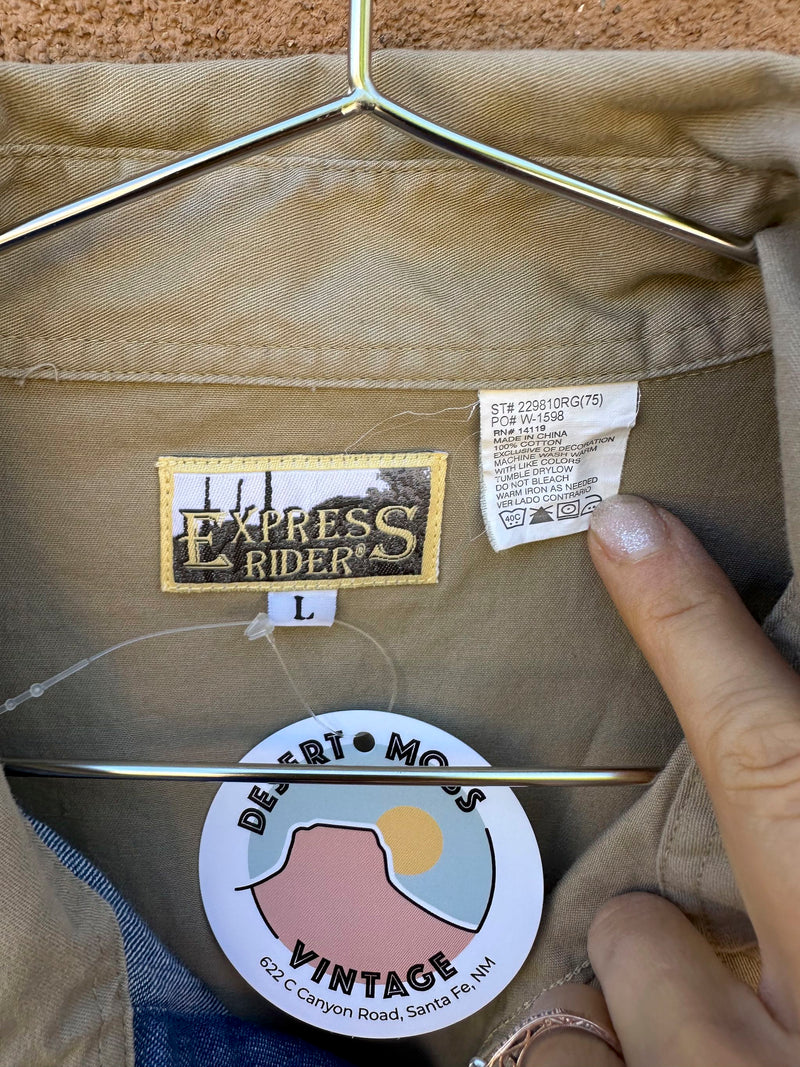 ST# 229810RG(75)
PO# W-1598
RN# 14119
MADE IN CHINA
100% COTTON
EXCLUSIVE OF DECORATION
MACHINE WASH WARM
WITH LIKE COLORS
TUMBLE DRYLOW
DO NOT BLEACH
WARM IRON AS NEEDED
VER LADO CONTRARIO
40C
EXPRESS
RIDER®
L
DESERT MOSS
VINTAGE
622 C Canyon Road, Santa Fe, NM